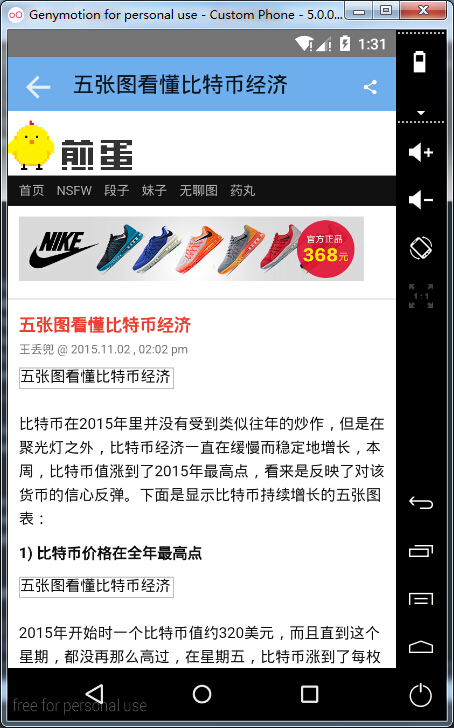 Genymotion for personal use - Custom Phone - 5.0.0...
1:31
五张图看懂比特币经济
煎蛋
首页 NSFW 段子 妹子 无聊图 药丸
NIKE
官方正品
368元
五张图看懂比特币经济
王丢兜 @ 2015.11.02 , 02:02 pm
五张图看懂比特币经济
比特币在2015年里并没有受到类似往年的炒作，但是在
聚光灯之外，比特币经济一直在缓慢而稳定地增长，本
周，比特币值涨到了2015年最高点，看来是反映了对该
货币的信心反弹。下面是显示比特币持续增长的五张图
表：
1) 比特币价格在全年最高点
五张图看懂比特币经济
2015年开始时一个比特币值约320美元，而且直到这个
星期，都没再那么高过，在星期五，比特币涨到了每枚
free for personal use
1:1